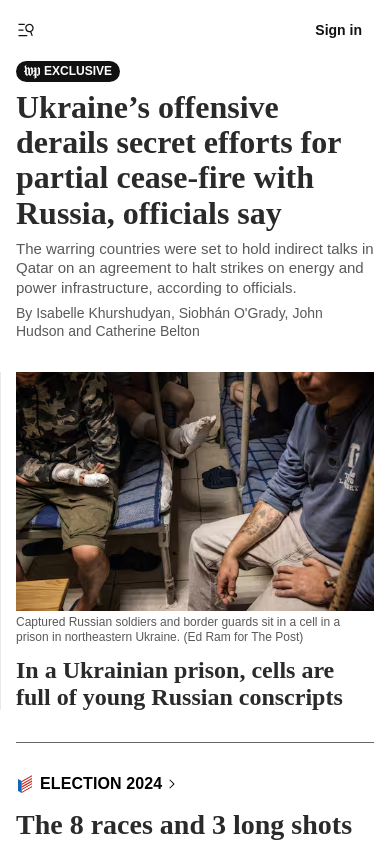 Sign in
wp EXCLUSIVE
Ukraine’s offensive
derails secret efforts for
partial cease-fire with
Russia, officials say
The warring countries were set to hold indirect talks in
Qatar on an agreement to halt strikes on energy and
power infrastructure, according to officials.
By Isabelle Khurshudyan, Siobhán O'Grady, John
Hudson and Catherine Belton
Captured Russian soldiers and border guards sit in a cell in a
prison in northeastern Ukraine. (Ed Ram for The Post)
In a Ukrainian prison, cells are
full of young Russian conscripts
ELECTION 2024
The 8 races and 3 long shots